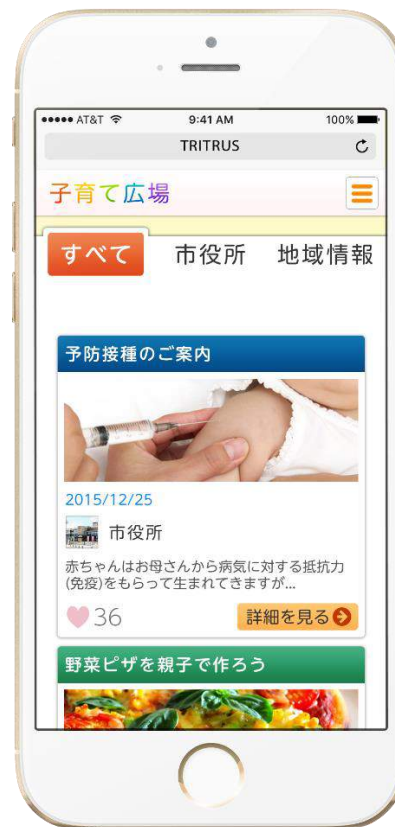 ●●●●● AT&T 9:41 AM 100%
TRITRUS
子育て広場
すべて 市役所 地域情報
予防接種のご案内
2015/12/25
市役所
赤ちゃんはお母さんから病気に対する抵抗力
(免疫)をもらって生まれてきますが...
36 詳細を見る
野菜ピザを親子で作ろう